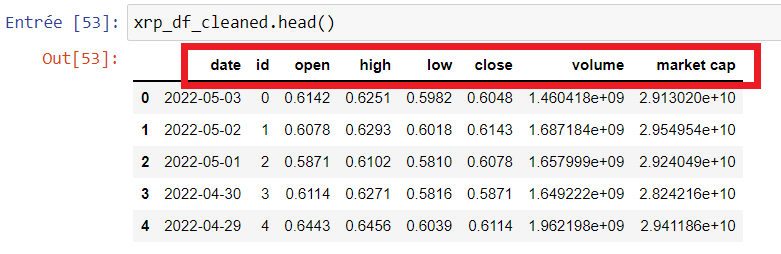 Entrée [53]: xrp_df_cleaned.head()
Out[53]:
date id open high low close volume market cap
0 2022-05-03 0 0.6142 0.6251 0.5982 0.6048 1.460418e+09 2.913020e+10
1 2022-05-02 1 0.6078 0.6293 0.6018 0.6143 1.687184e+09 2.954954e+10
2 2022-05-01 2 0.5871 0.6102 0.5810 0.6078 1.657999e+09 2.924049e+10
3 2022-04-30 3 0.6114 0.6271 0.5816 0.5871 1.649222e+09 2.824216e+10
4 2022-04-29 4 0.6443 0.6456 0.6039 0.6114 1.962198e+09 2.941186e+10